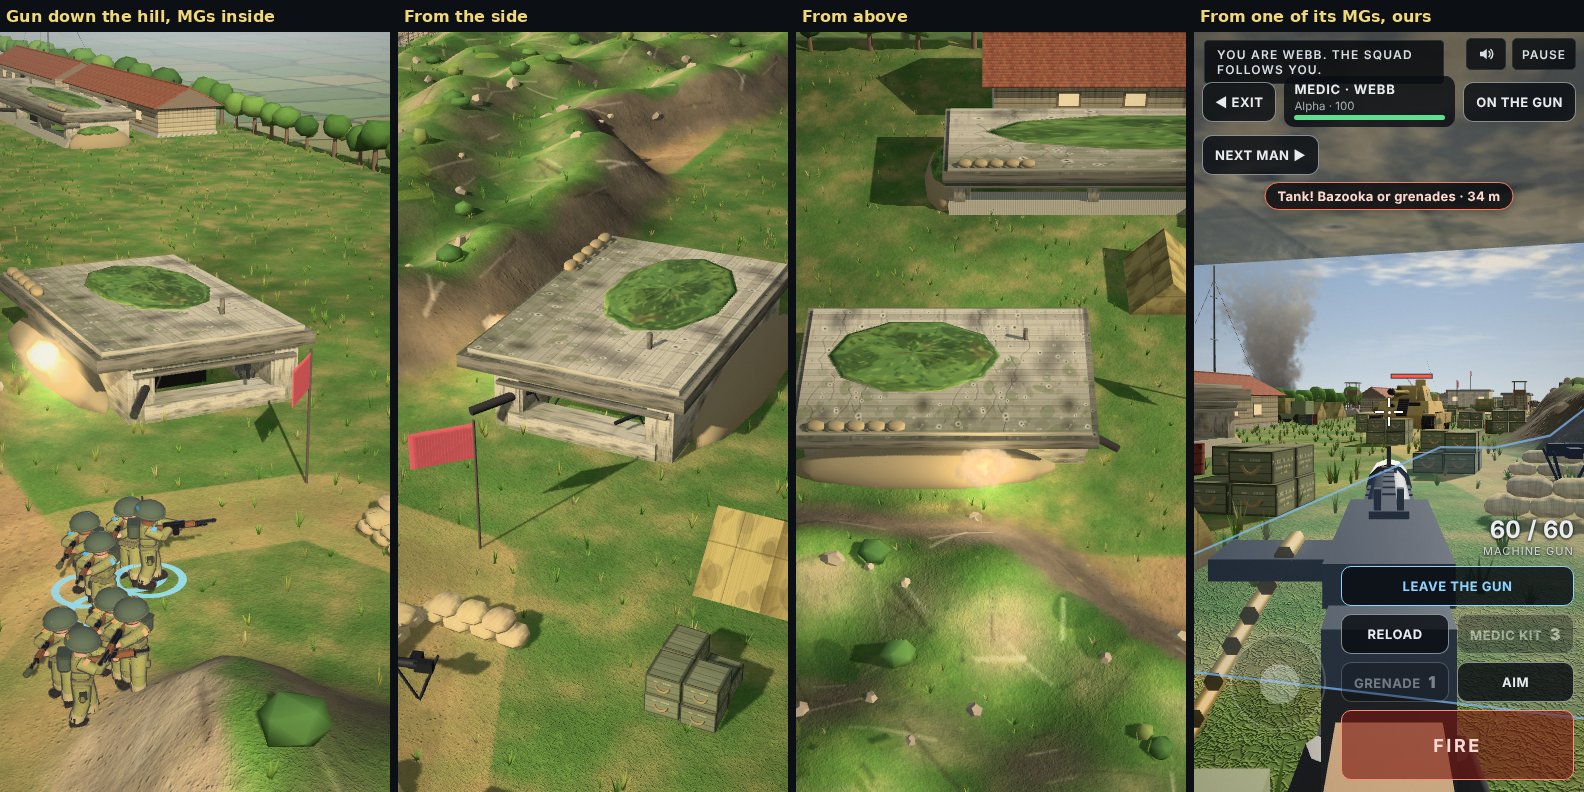 Gun down the hill, MGs inside
From the side
From above
From one of its MGs, ours
YOU ARE WEBB. THE SQUAD
FOLLOWS YOU.
PAUSE
◀ EXIT
MEDIC · WEBB
Alpha · 100
ON THE GUN
NEXT MAN ▶
Tank! Bazooka or grenades · 34 m
60 / 60
MACHINE GUN
LEAVE THE GUN
RELOAD
MEDIC KIT 3
GRENADE 1
AIM
FIRE